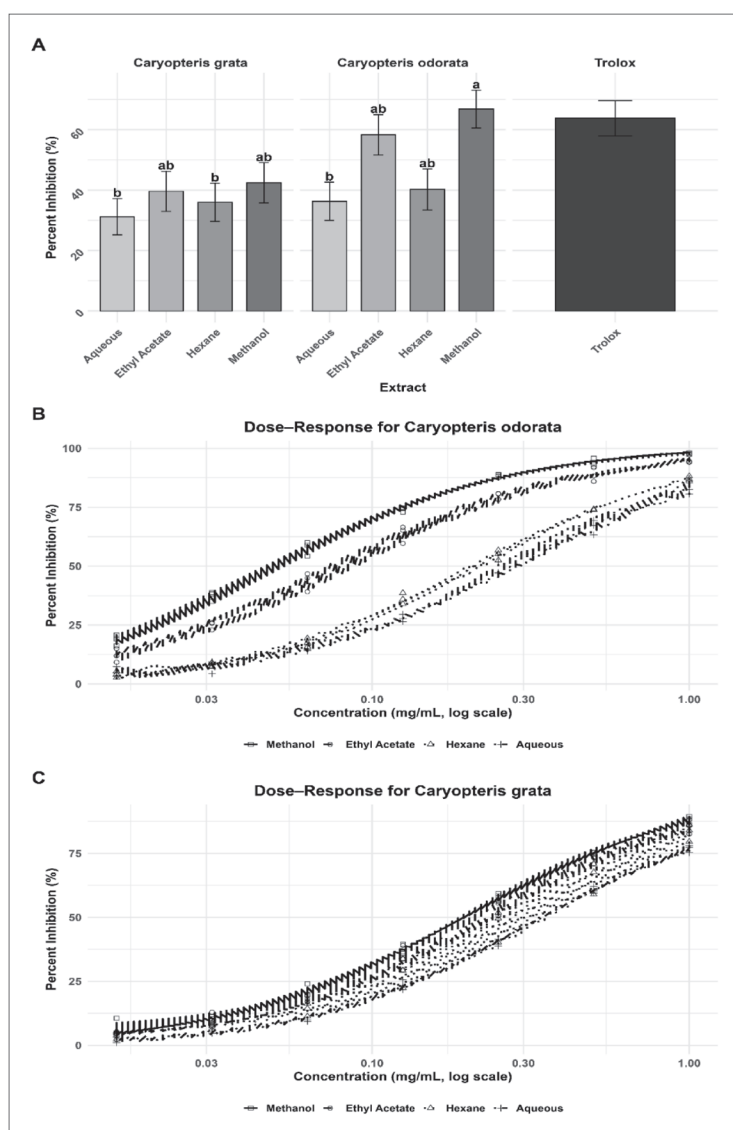 A
Caryopteris grata Caryopteris odorata Trolox
Percent Inhibition (%)
60
40
20
0
b ab b ab b ab ab a
Aqueous Ethyl Acetate Hexane Methanol Aqueous Ethyl Acetate Hexane Methanol Trolox
Extract
B
Dose–Response for Caryopteris odorata
Percent Inhibition (%)
100
75
50
25
0
0.03 0.10 0.30 1.00
Concentration (mg/mL, log scale)
Methanol Ethyl Acetate Hexane Aqueous
C
Dose–Response for Caryopteris grata
Percent Inhibition (%)
75
50
25
0
0.03 0.10 0.30 1.00
Concentration (mg/mL, log scale)
Methanol Ethyl Acetate Hexane Aqueous